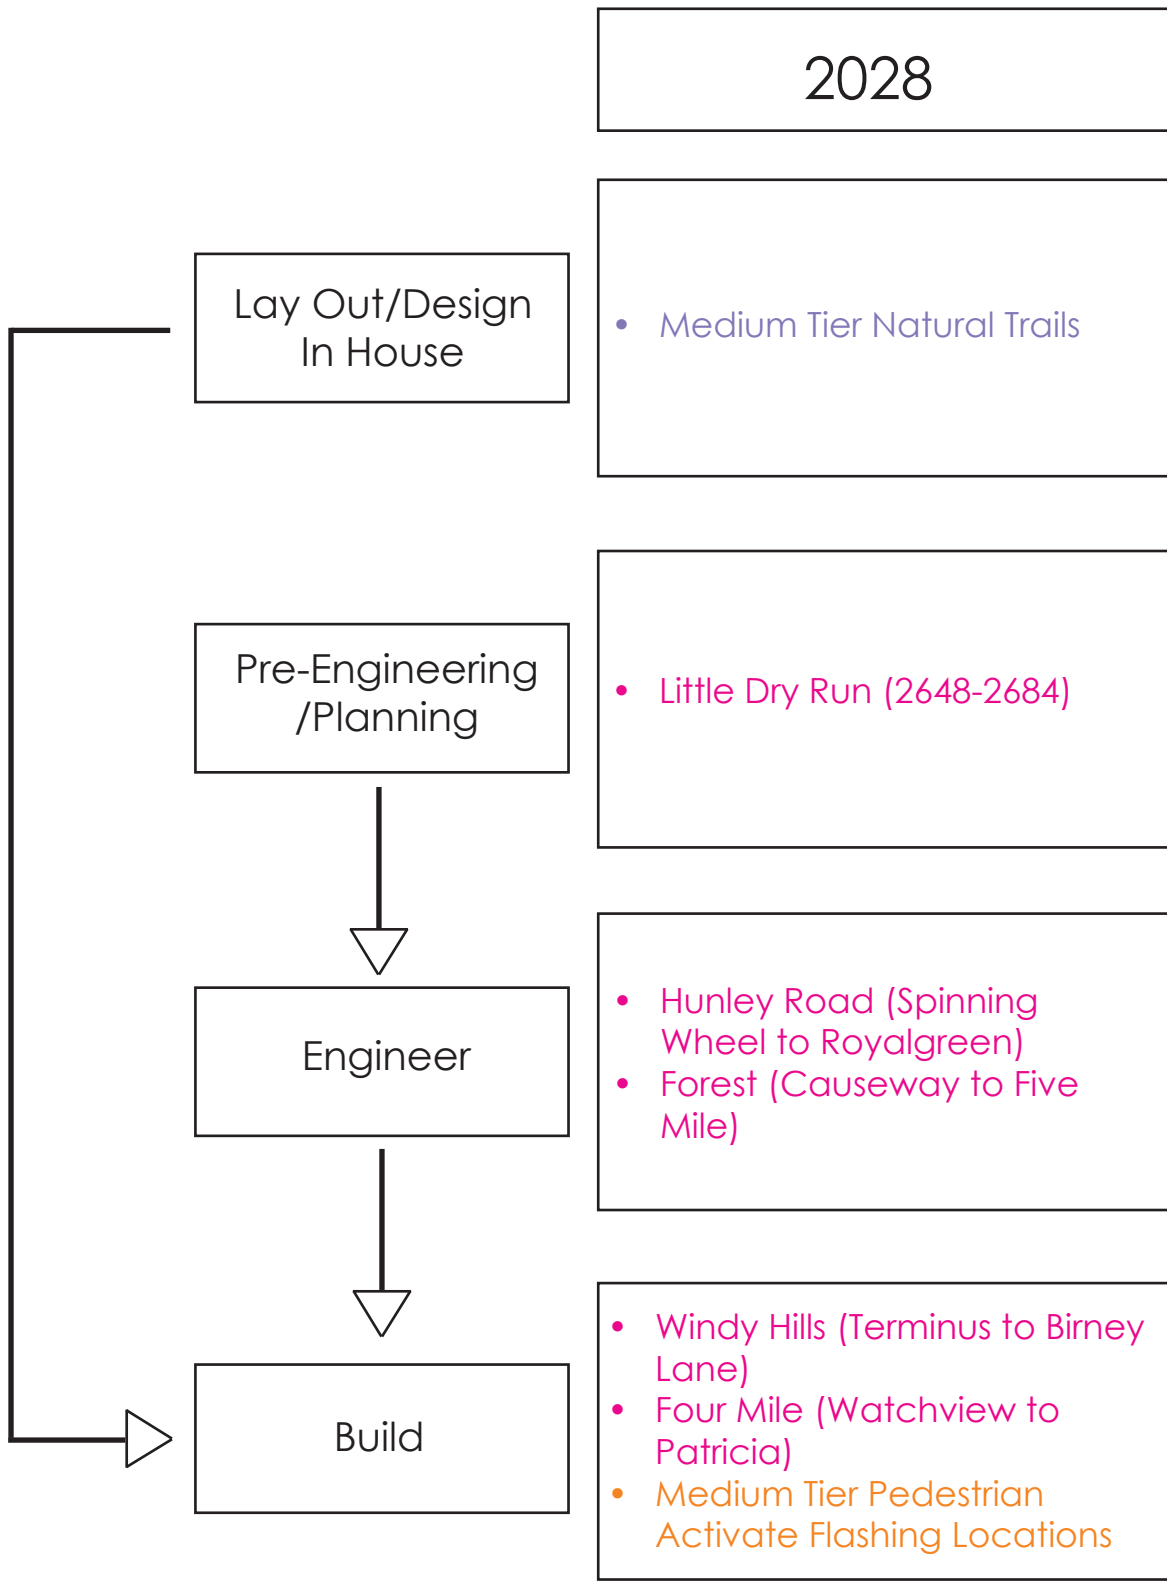 2028
Lay Out/Design
In House
• Medium Tier Natural Trails
Pre-Engineering
/Planning
• Little Dry Run (2648-2684)
Engineer
• Hunley Road (Spinning
Wheel to Royalgreen)
• Forest (Causeway to Five
Mile)
Build
• Windy Hills (Terminus to Birney
Lane)
• Four Mile (Watchview to
Patricia)
• Medium Tier Pedestrian
Activate Flashing Locations